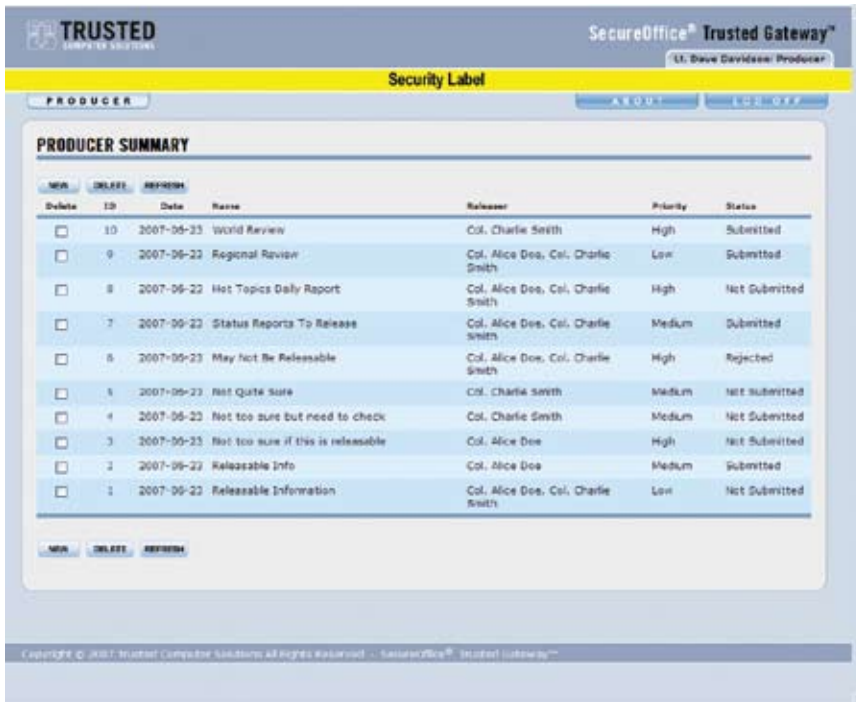 TRUSTED
COMPUTER SOLUTIONS
SecureOffice® Trusted Gateway™
Lt. Dave Davidson: Producer
Security Label
PRODUCER
ABOUT
LOG OFF
PRODUCER SUMMARY
NEW DELETE REFRESH
Delete ID Date Name Releaser Priority Status
10 2007-06-23 World Review Col. Charlie Smith High Submitted
9 2007-06-23 Regional Review Col. Alice Doe, Col. Charlie Smith Low Submitted
8 2007-06-23 Hot Topics Daily Report Col. Alice Doe, Col. Charlie Smith High Not Submitted
7 2007-06-23 Status Reports To Release Col. Alice Doe, Col. Charlie Smith Medium Submitted
6 2007-06-23 May Not Be Releasable Col. Alice Doe, Col. Charlie Smith High Rejected
5 2007-06-23 Not Quite Sure Col. Charlie Smith Medium Not Submitted
4 2007-06-23 Not too sure but need to check Col. Charlie Smith Medium Not Submitted
3 2007-06-23 Not too sure if this is releasable Col. Alice Doe High Not Submitted
2 2007-06-23 Releasable Info Col. Alice Doe Medium Submitted
1 2007-06-23 Releasable Information Col. Alice Doe, Col. Charlie Smith Low Not Submitted
NEW DELETE REFRESH
Copyright © 2007 Trusted Computer Solutions All Rights Reserved - SecureOffice® Trusted Gateway™